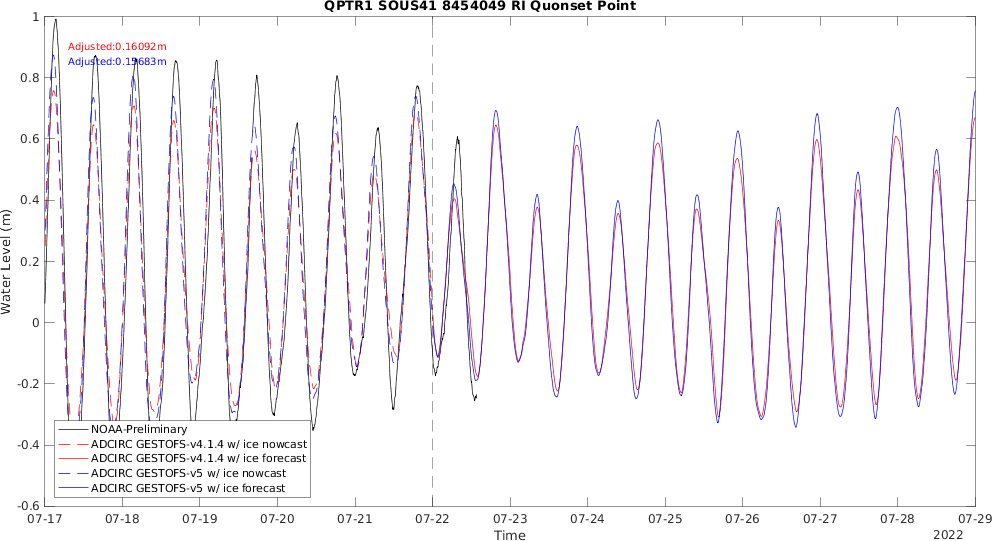 QPTR1 SOUS41 8454049 RI Quonset Point
Adjusted:0.16092m
Adjusted:0.15683m
Water Level (m)
1
0.8
0.6
0.4
0.2
0
-0.2
-0.4
-0.6
NOAA-Preliminary
ADCIRC GESTOFS-v4.1.4 w/ ice nowcast
ADCIRC GESTOFS-v4.1.4 w/ ice forecast
ADCIRC GESTOFS-v5 w/ ice nowcast
ADCIRC GESTOFS-v5 w/ ice forecast
07-17 07-18 07-19 07-20 07-21 07-22 07-23 07-24 07-25 07-26 07-27 07-28 07-29
Time
2022